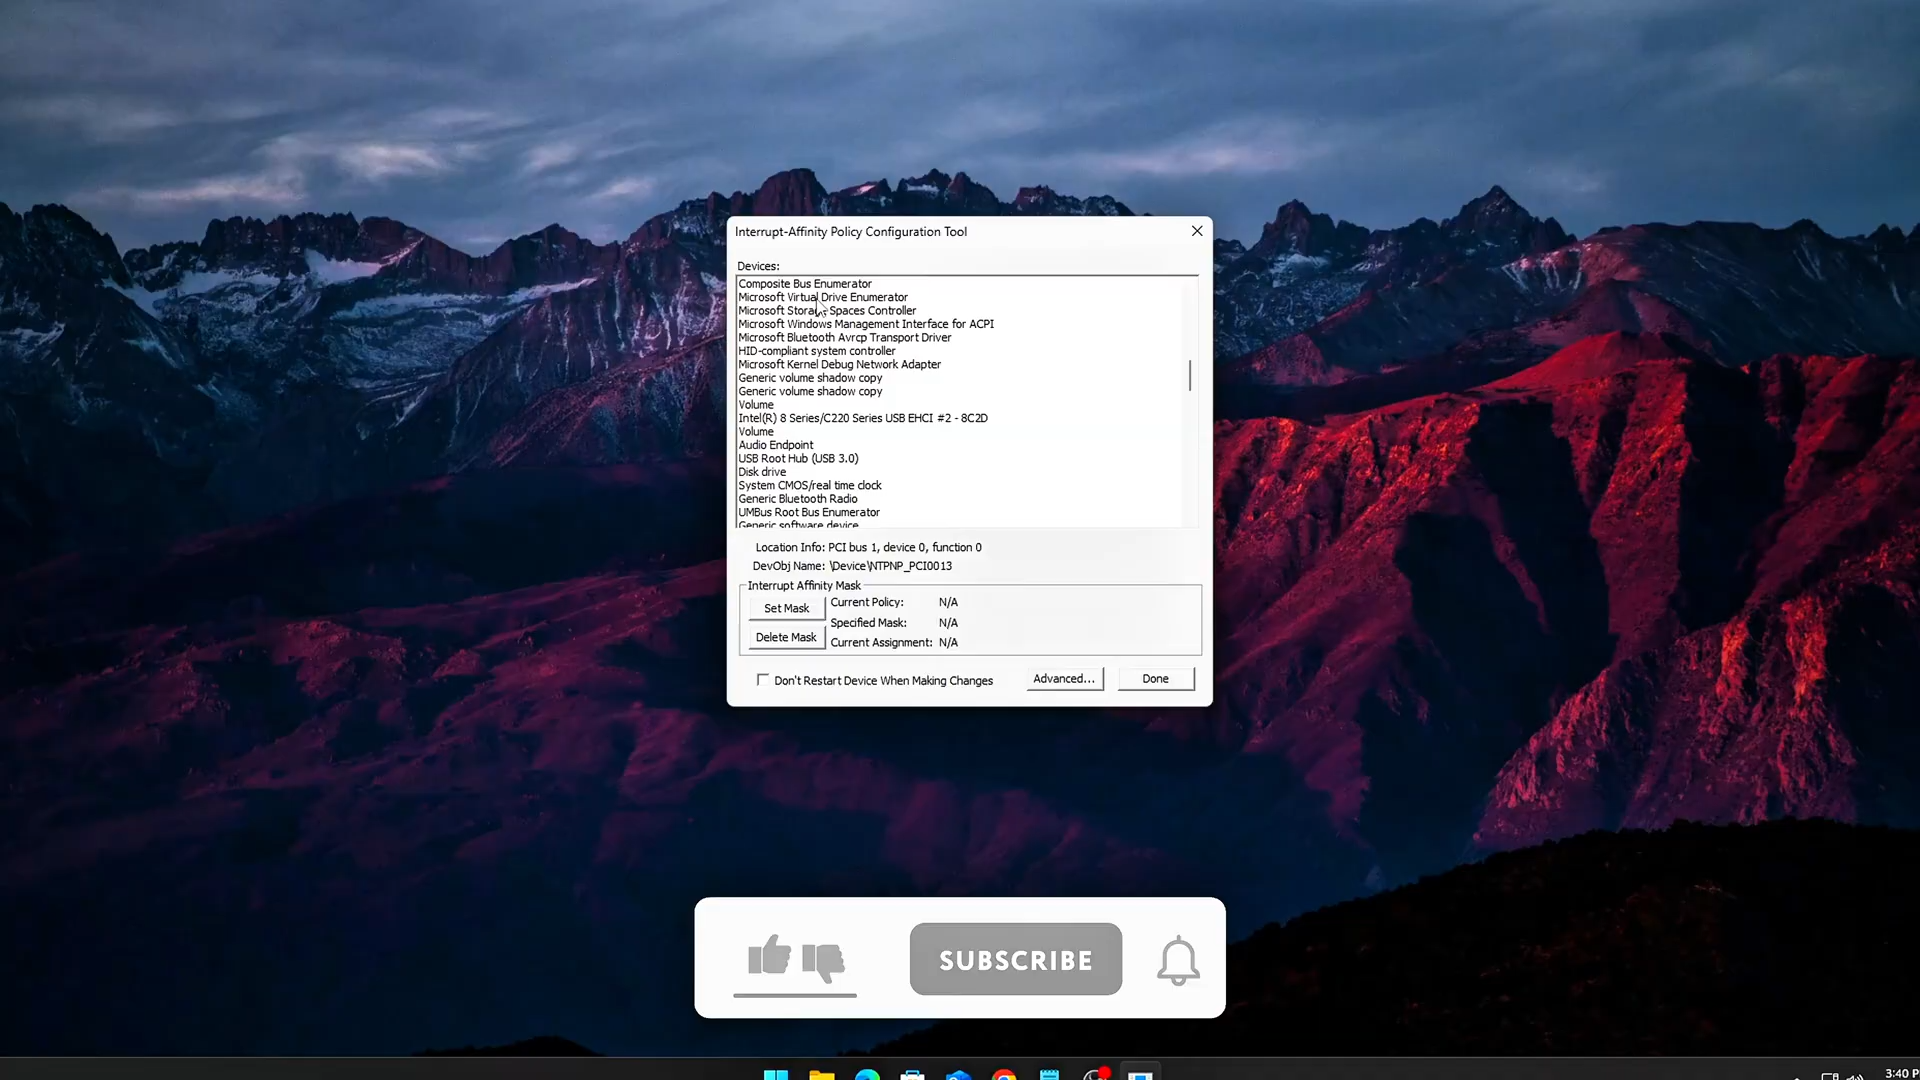 Interrupt-Affinity Policy Configuration Tool
Devices:
Composite Bus Enumerator
Microsoft Virtual Drive Enumerator
Microsoft Storage Spaces Controller
Microsoft Windows Management Interface for ACPI
Microsoft Bluetooth Avrcp Transport Driver
HID-compliant system controller
Microsoft Kernel Debug Network Adapter
Generic volume shadow copy
Generic volume shadow copy
Volume
Intel(R) 8 Series/C220 Series USB EHCI #2 - 8C2D
Volume
Audio Endpoint
USB Root Hub (USB 3.0)
Disk drive
System CMOS/real time clock
Generic Bluetooth Radio
UMBus Root Bus Enumerator
Generic software device
Location Info: PCI bus 1, device 0, function 0
DevObj Name: \Device\NTPNP_PCI0013
Interrupt Affinity Mask
Set Mask Current Policy: N/A
Specified Mask: N/A
Delete Mask Current Assignment: N/A
Don't Restart Device When Making Changes Advanced... Done
SUBSCRIBE
3:40 P